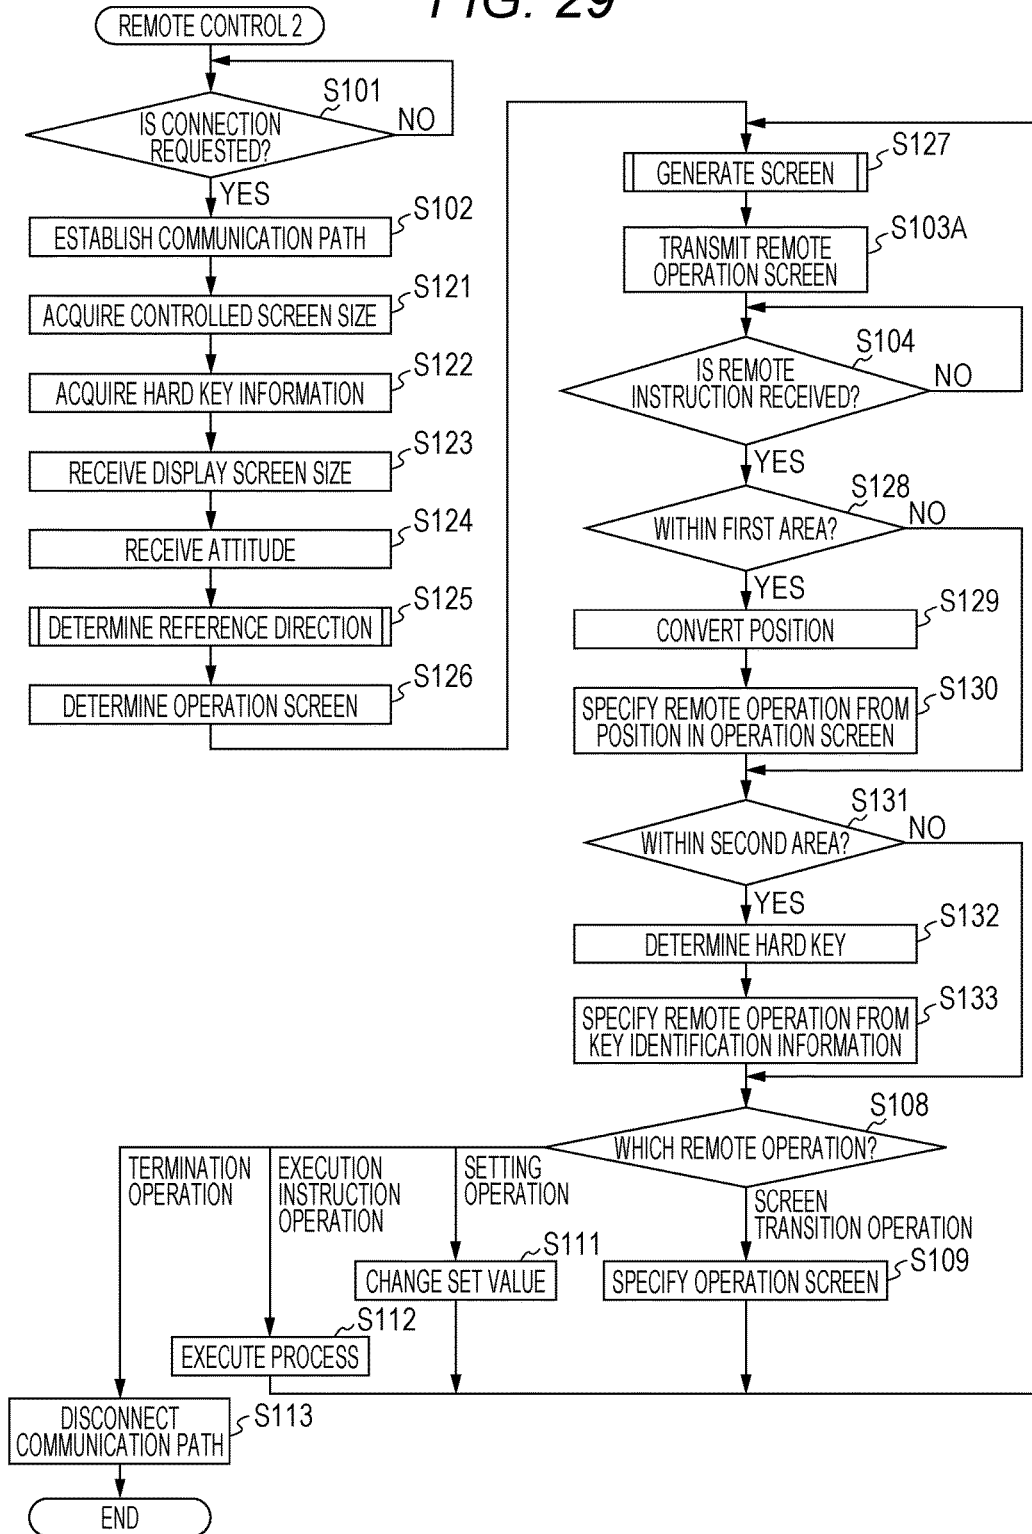 FIG. 29
REMOTE CONTROL 2
S101
IS CONNECTION
REQUESTED?
NO
YES
S102
ESTABLISH COMMUNICATION PATH
S121
ACQUIRE CONTROLLED SCREEN SIZE
S122
ACQUIRE HARD KEY INFORMATION
S123
RECEIVE DISPLAY SCREEN SIZE
S124
RECEIVE ATTITUDE
S125
DETERMINE REFERENCE DIRECTION
S126
DETERMINE OPERATION SCREEN
S127
GENERATE SCREEN
S103A
TRANSMIT REMOTE
OPERATION SCREEN
S104
IS REMOTE
INSTRUCTION RECEIVED?
NO
YES
S128
WITHIN FIRST AREA?
NO
YES
S129
CONVERT POSITION
S130
SPECIFY REMOTE OPERATION FROM
POSITION IN OPERATION SCREEN
S131
WITHIN SECOND AREA?
NO
YES
S132
DETERMINE HARD KEY
S133
SPECIFY REMOTE OPERATION FROM
KEY IDENTIFICATION INFORMATION
S108
WHICH REMOTE OPERATION?
TERMINATION
OPERATION
EXECUTION
INSTRUCTION
OPERATION
SETTING
OPERATION
SCREEN
TRANSITION OPERATION
S111
CHANGE SET VALUE
S109
SPECIFY OPERATION SCREEN
S112
EXECUTE PROCESS
S113
DISCONNECT
COMMUNICATION PATH
END